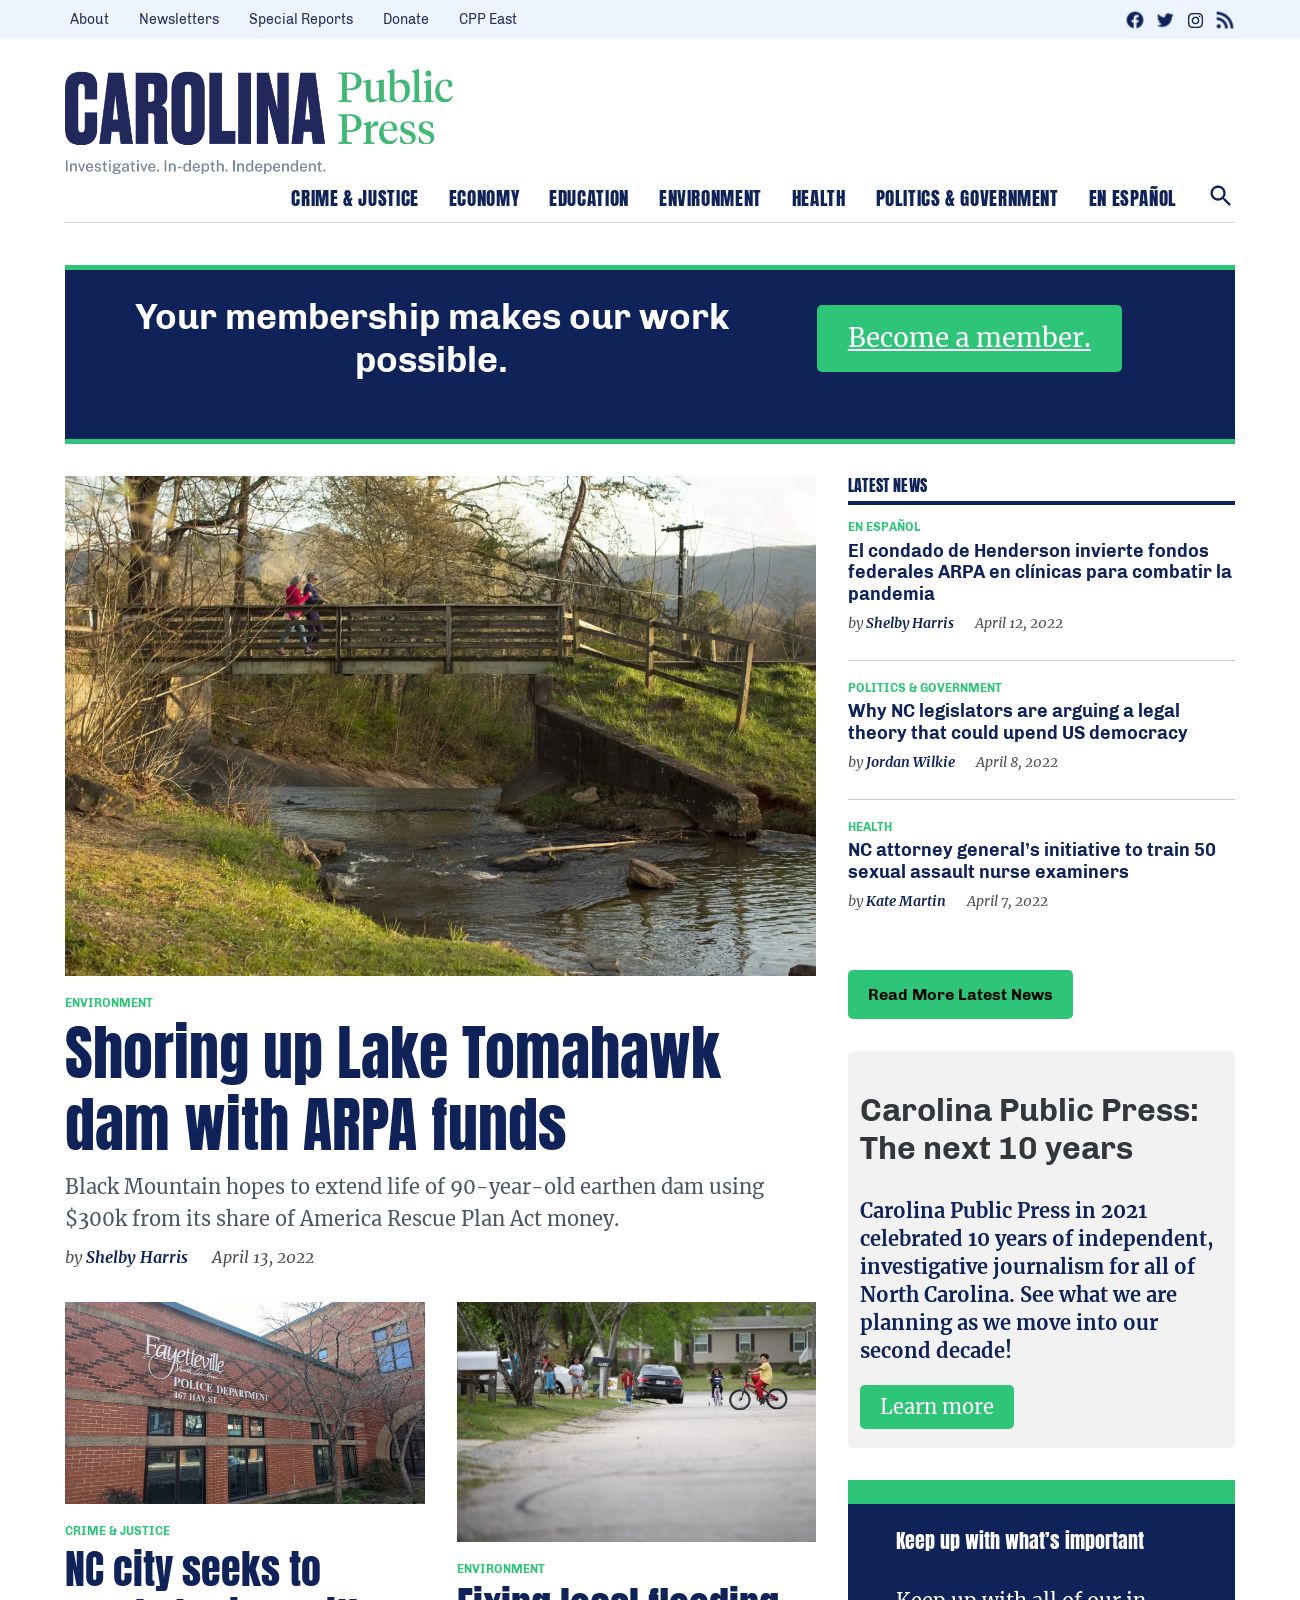 About Newsletters Special Reports Donate CPP East
CAROLINA Public Press
Investigative. In-depth. Independent.
CRIME & JUSTICE ECONOMY EDUCATION ENVIRONMENT HEALTH POLITICS & GOVERNMENT EN ESPAÑOL
Your membership makes our work
possible.
Become a member.
ENVIRONMENT
Shoring up Lake Tomahawk
dam with ARPA funds
Black Mountain hopes to extend life of 90-year-old earthen dam using
$300k from its share of America Rescue Plan Act money.
by Shelby Harris April 13, 2022
Fayetteville
North Carolina
POLICE DEPARTMENT
467 HAY ST.
CRIME & JUSTICE
NC city seeks to
ENVIRONMENT
Fixing local flooding
LATEST NEWS
EN ESPAÑOL
El condado de Henderson invierte fondos
federales ARPA en clínicas para combatir la
pandemia
by Shelby Harris April 12, 2022
POLITICS & GOVERNMENT
Why NC legislators are arguing a legal
theory that could upend US democracy
by Jordan Wilkie April 8, 2022
HEALTH
NC attorney general’s initiative to train 50
sexual assault nurse examiners
by Kate Martin April 7, 2022
Read More Latest News
Carolina Public Press:
The next 10 years
Carolina Public Press in 2021
celebrated 10 years of independent,
investigative journalism for all of
North Carolina. See what we are
planning as we move into our
second decade!
Learn more
Keep up with what’s important
Keep up with all of our in